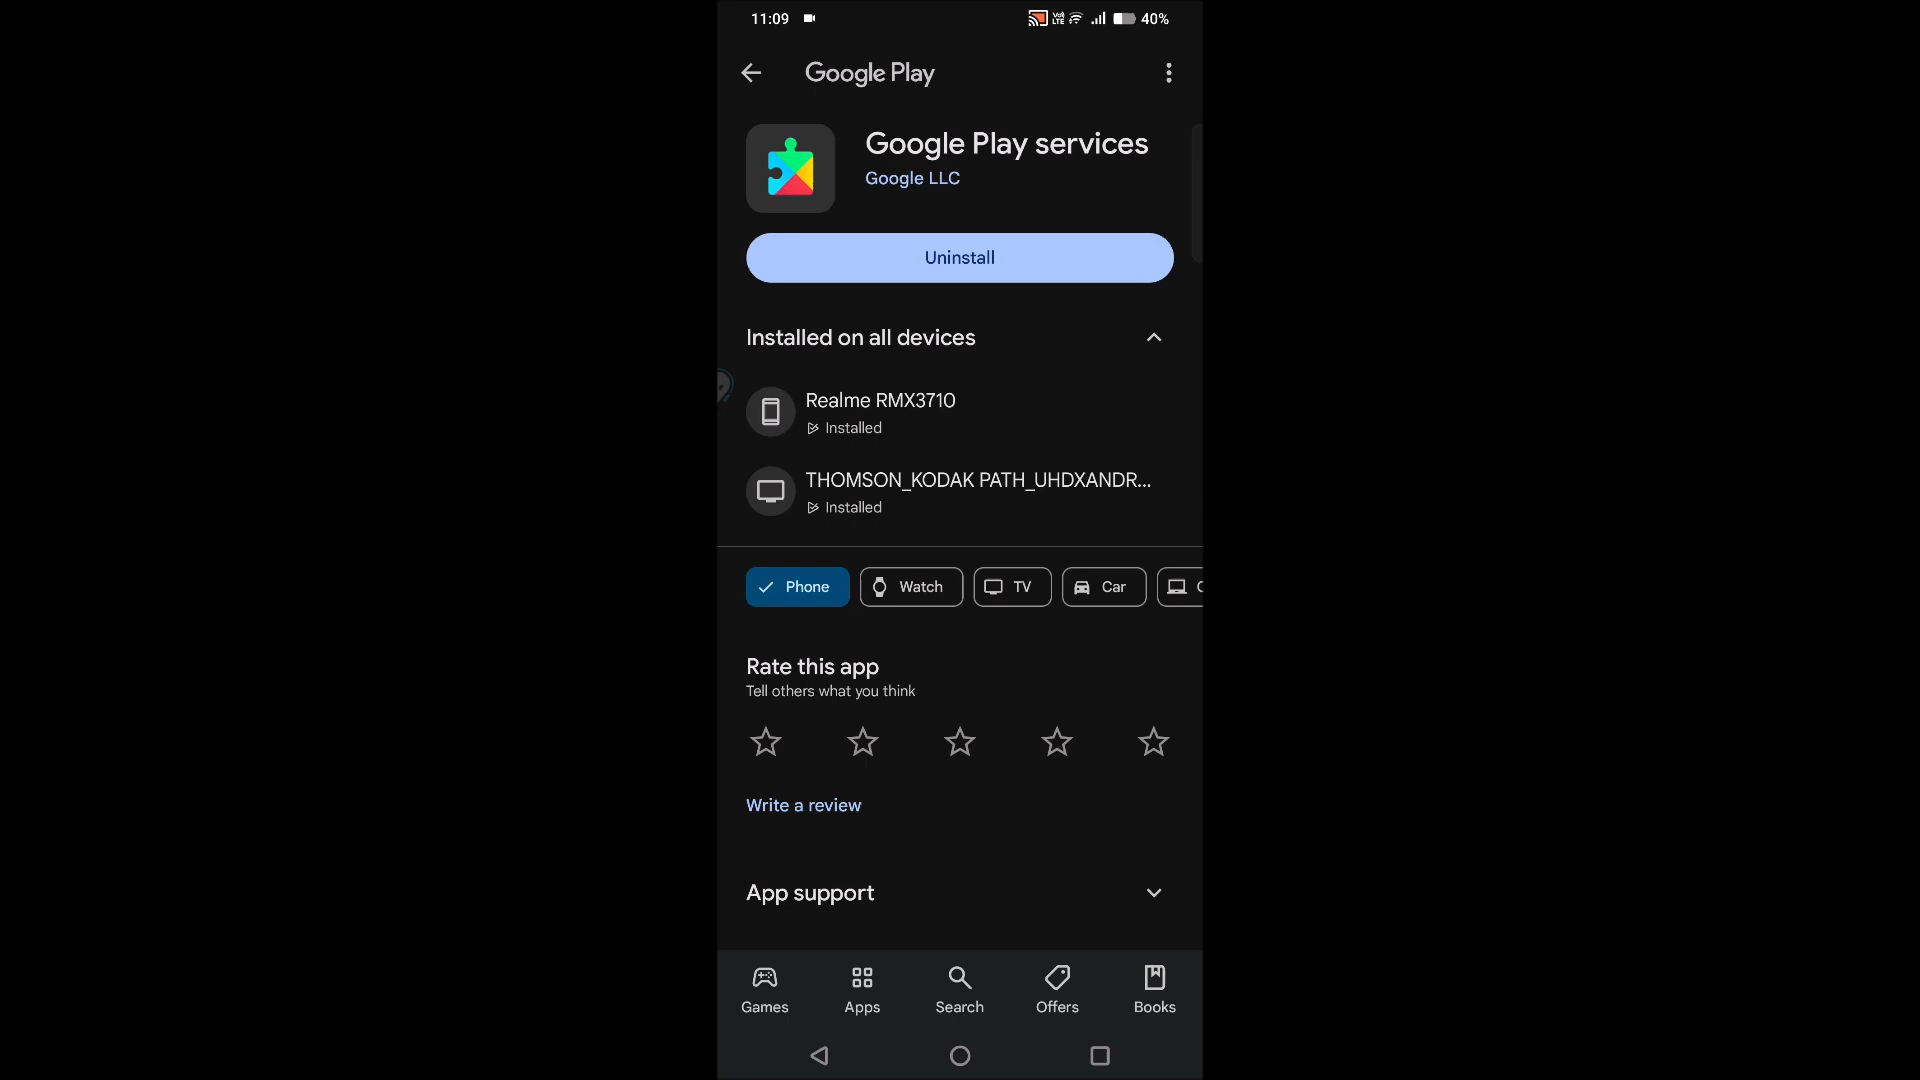 11:09
Vo) LTE 40%
Google Play
Google Play services
Google LLC
Uninstall
Installed on all devices
Realme RMX3710
Installed
THOMSON_KODAK PATH_UHDXANDR...
Installed
Phone Watch TV Car
Rate this app
Tell others what you think
Write a review
App support
Games Apps Search Offers Books